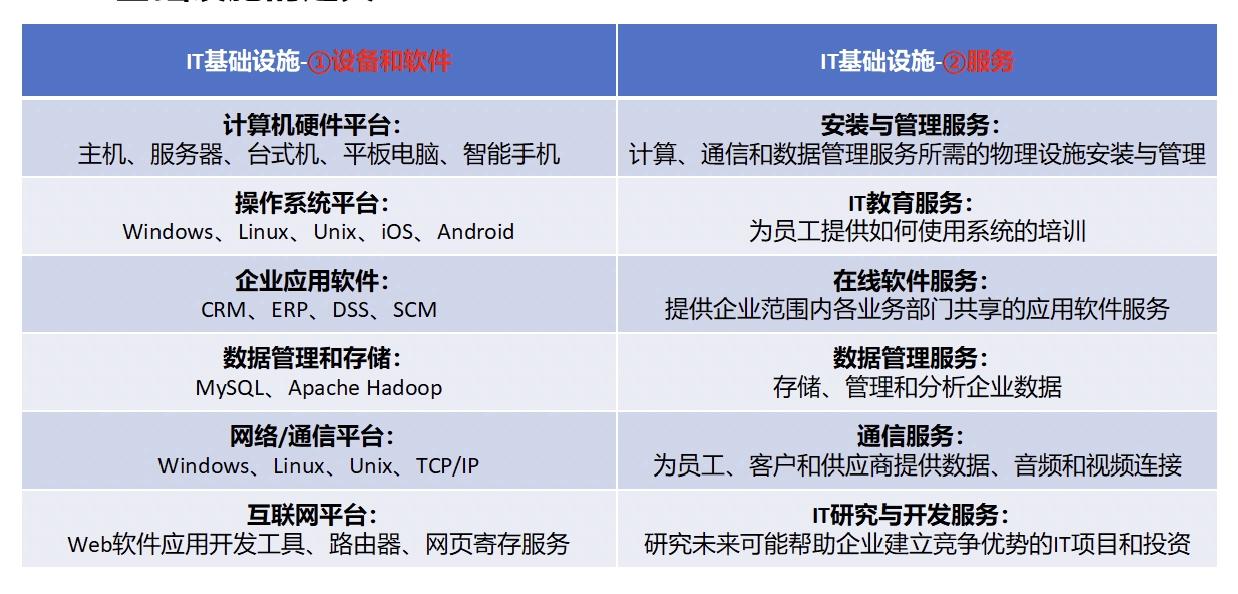 IT基础设施-①设备和软件
IT基础设施-②服务
计算机硬件平台：
主机、服务器、台式机、平板电脑、智能手机
安装与管理服务：
计算、通信和数据管理服务所需的物理设施安装与管理
操作系统平台：
Windows、Linux、Unix、iOS、Android
IT教育服务：
为员工提供如何使用系统的培训
企业应用软件：
CRM、ERP、DSS、SCM
在线软件服务：
提供企业范围内各业务部门共享的应用软件服务
数据管理和存储：
MySQL、Apache Hadoop
数据管理服务：
存储、管理和分析企业数据
网络/通信平台：
Windows、Linux、Unix、TCP/IP
通信服务：
为员工、客户和供应商提供数据、音频和视频连接
互联网平台：
Web软件应用开发工具、路由器、网页寄存服务
IT研究与开发服务：
研究未来可能帮助企业建立竞争优势的IT项目和投资